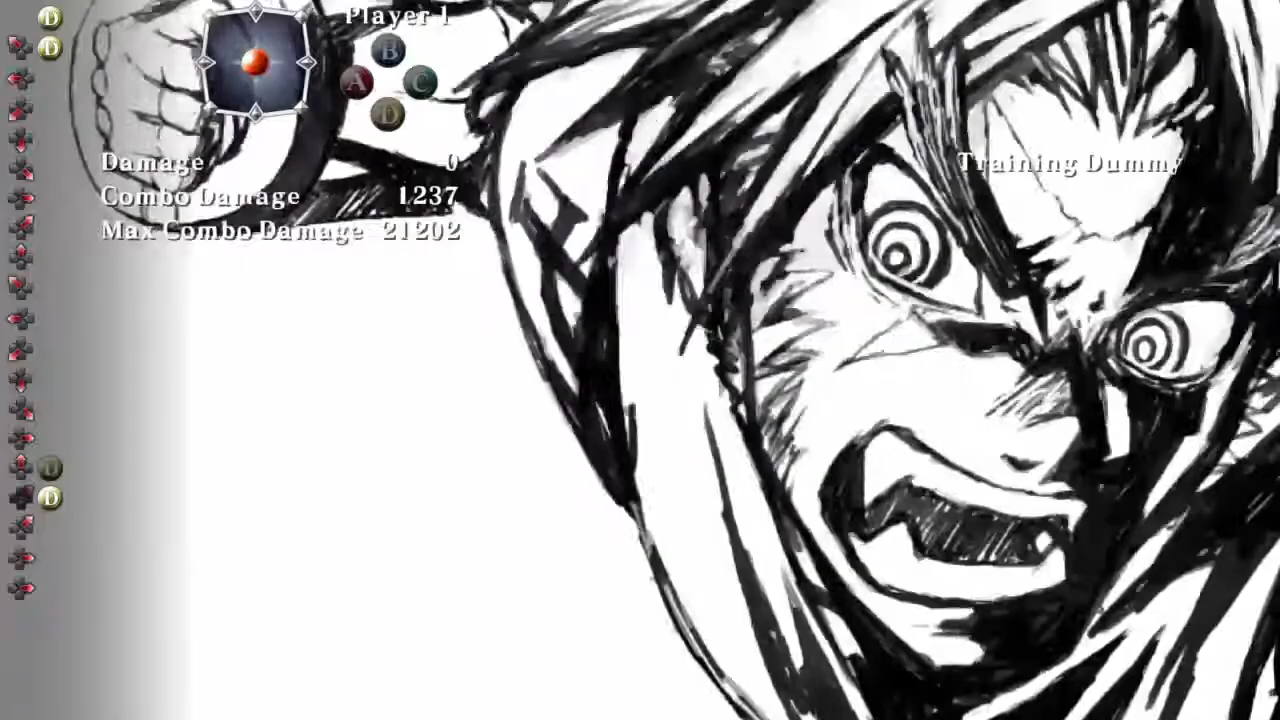 D
D
Player 1
B
A
C
D
Damage 0
Combo Damage 1237
Max Combo Damage 21202
Training Dummy
D
D